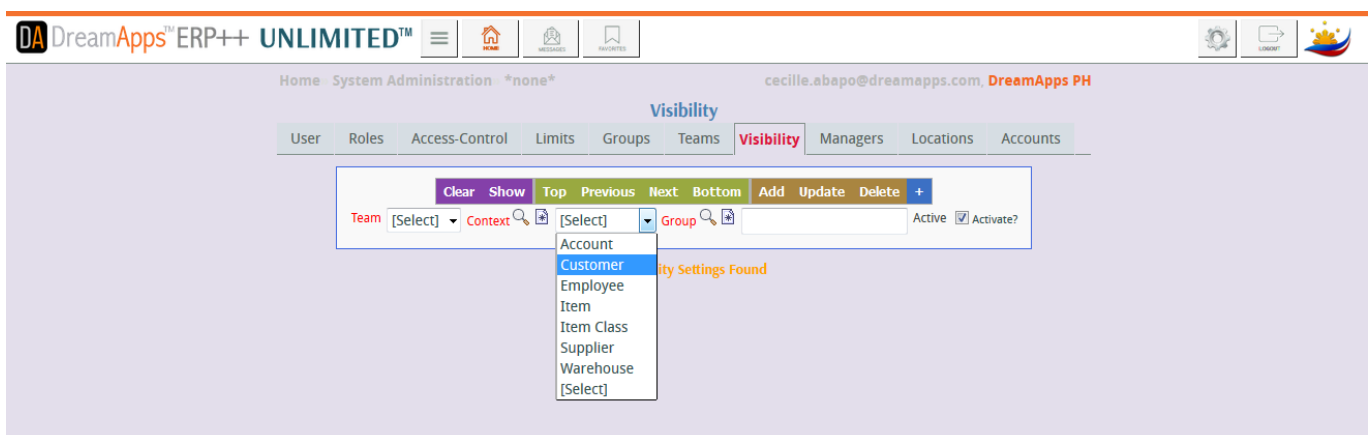 DA DreamApps™ ERP++ UNLIMITED™
HOME
MESSAGES
FAVORITES
LOGOUT
Home System Administration *none* cecille.abapo@dreamapps.com, DreamApps PH
Visibility
User Roles Access-Control Limits Groups Teams Visibility Managers Locations Accounts
Clear Show Top Previous Next Bottom Add Update Delete +
Team [Select] Context [Select] Group Active Activate?
Account
Customer
ity Settings Found
Employee
Item
Item Class
Supplier
Warehouse
[Select]